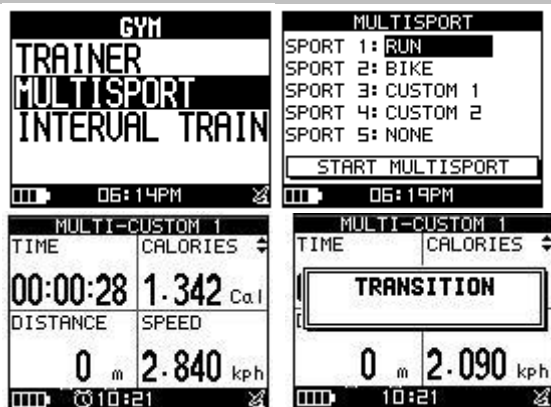 GYM
TRAINER
MULTISPORT
INTERVAL TRAIN
06:14PM
MULTISPORT
SPORT 1: RUN
SPORT 2: BIKE
SPORT 3: CUSTOM 1
SPORT 4: CUSTOM 2
SPORT 5: NONE
START MULTISPORT
06:19PM
MULTI-CUSTOM 1
TIME CALORIES
00:00:28 1.342 Cal
DISTANCE SPEED
0 m 2.840 kph
10:21
MULTI-CUSTOM 1
TIME CALORIES
TRANSITION
0 m 2.090 kph
10:21